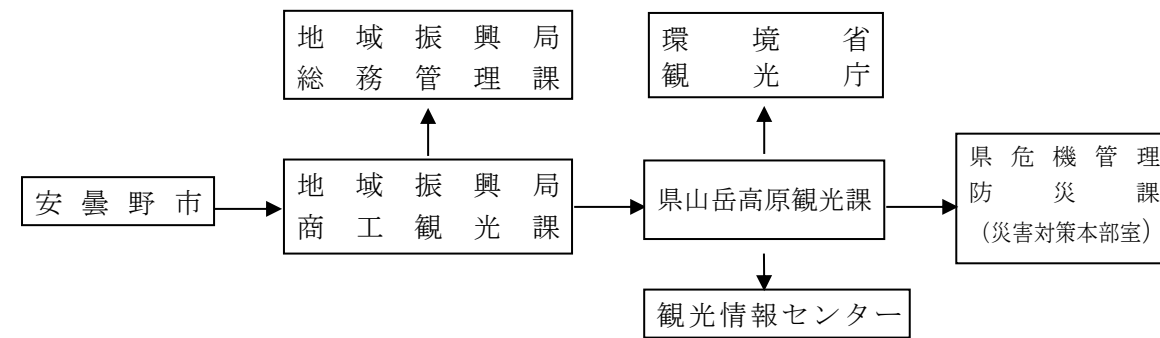 地域振興局
総務管理課
環境省
観光庁
安曇野市
地域振興局
商工観光課
県山岳高原観光課
県危機管理
防災課
（災害対策本部室）
観光情報センター